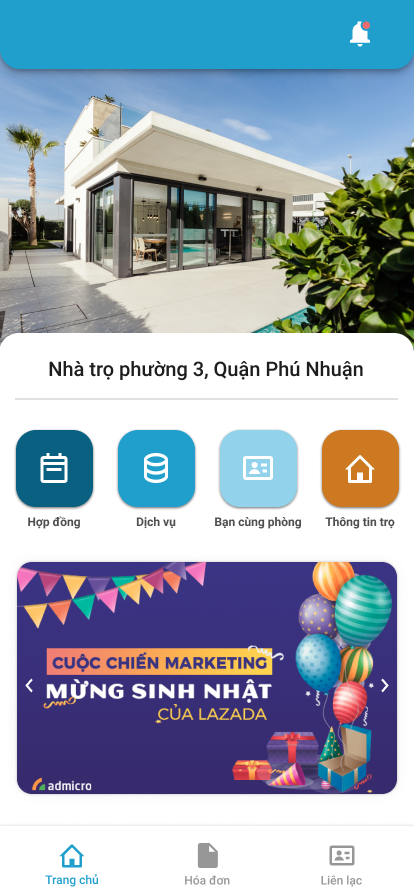 Nhà trọ phường 3, Quận Phú Nhuận
Hợp đồng
Dịch vụ
Bạn cùng phòng
Thông tin trọ
CUỘC CHIẾN MARKETING
MỪNG SINH NHẬT
CỦA LAZADA
admicro
Trang chủ
Hóa đơn
Liên lạc